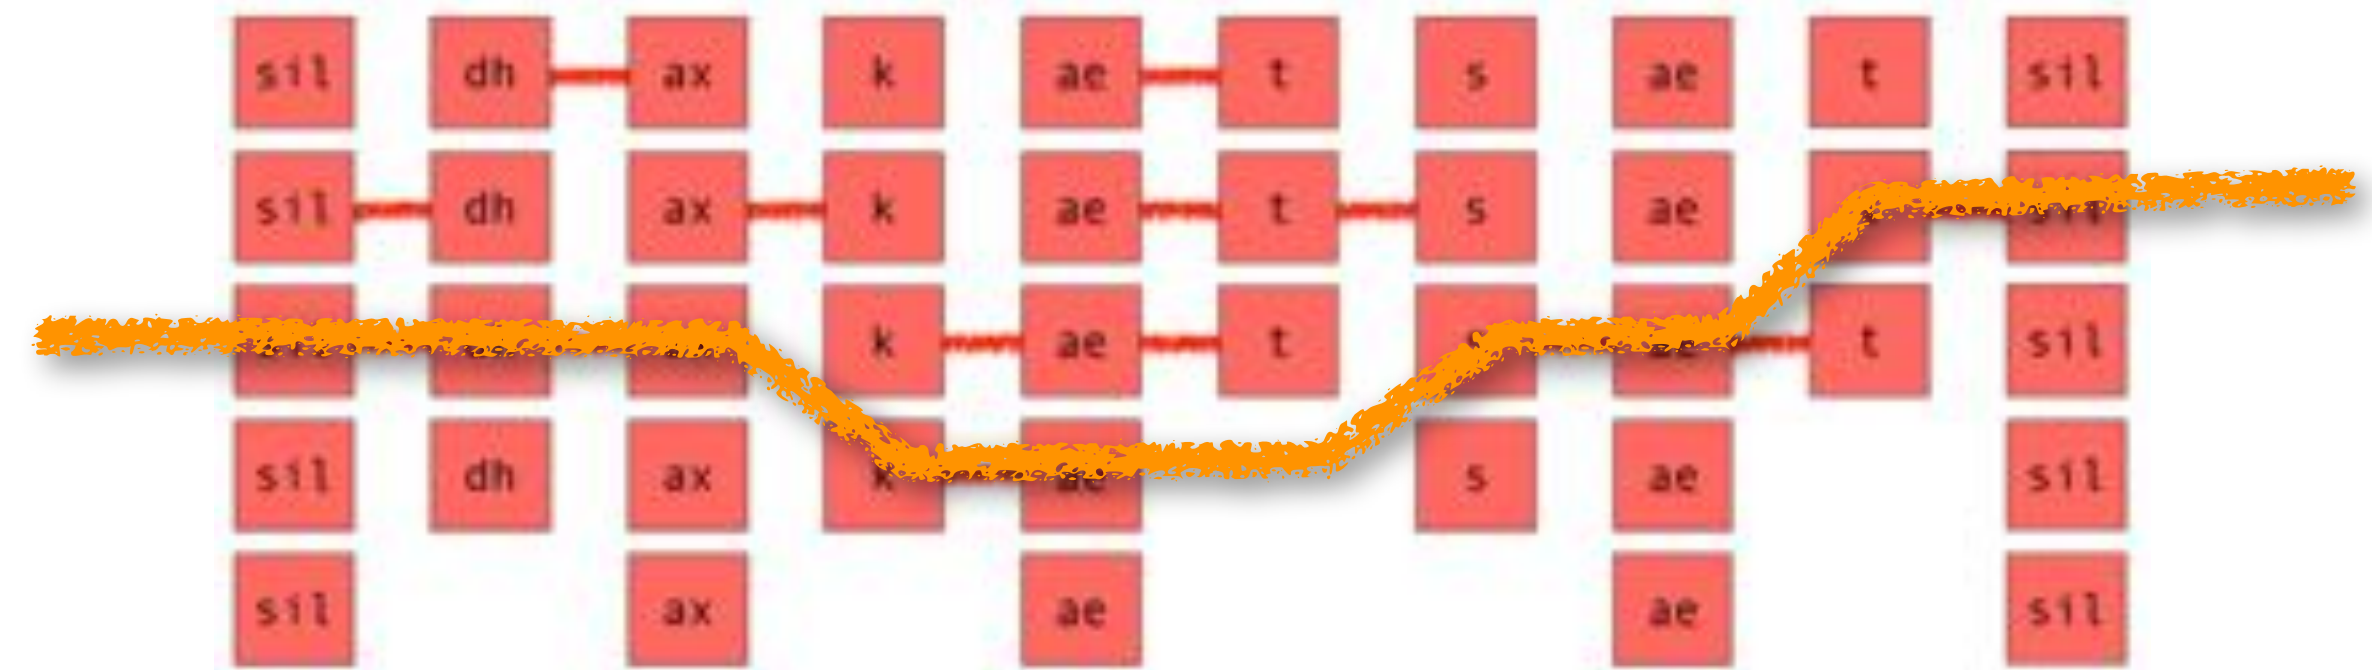 sil dh ax k ae t s ae t sil
sil dh ax k ae t s ae sil
k ae t t sil
sil dh ax k ae s ae sil
sil ax ae ae sil